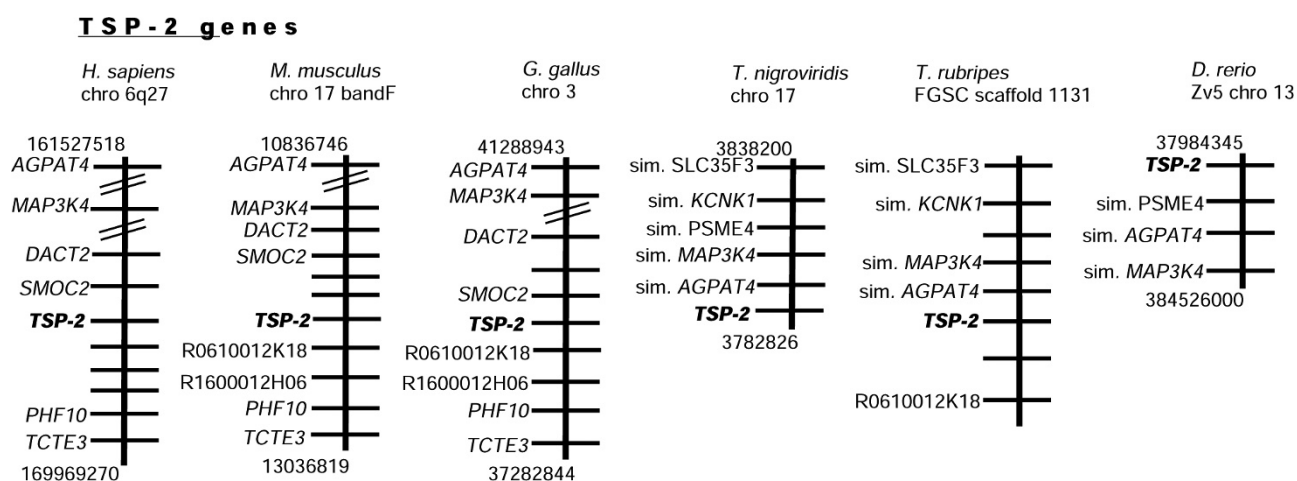 TSP-2 genes
H. sapiens
chro 6q27
161527518
AGPAT4
MAP3K4
DACT2
SMOC2
TSP-2
PHF10
TCTE3
169969270
M. musculus
chro 17 bandF
10836746
AGPAT4
MAP3K4
DACT2
SMOC2
TSP-2
R0610012K18
R1600012H06
PHF10
TCTE3
13036819
G. gallus
chro 3
41288943
AGPAT4
MAP3K4
DACT2
SMOC2
TSP-2
R0610012K18
R1600012H06
PHF10
TCTE3
37282844
T. nigroviridis
chro 17
3838200
sim. SLC35F3
sim. KCNK1
sim. PSME4
sim. MAP3K4
sim. AGPAT4
TSP-2
3782826
T. rubripes
FGSC scaffold 1131
sim. SLC35F3
sim. KCNK1
sim. MAP3K4
sim. AGPAT4
TSP-2
R0610012K18
D. rerio
Zv5 chro 13
37984345
TSP-2
sim. PSME4
sim. AGPAT4
sim. MAP3K4
384526000